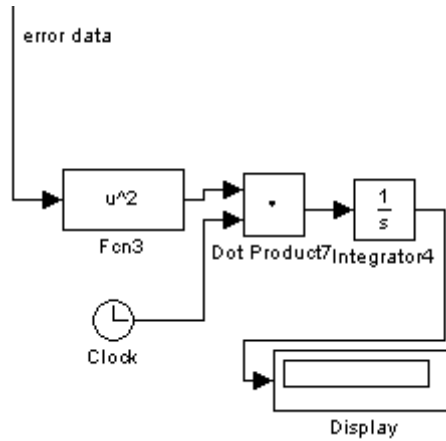 error data
u^2
Fcn3
Dot Product7
1
s
Integrator4
Clock
Display